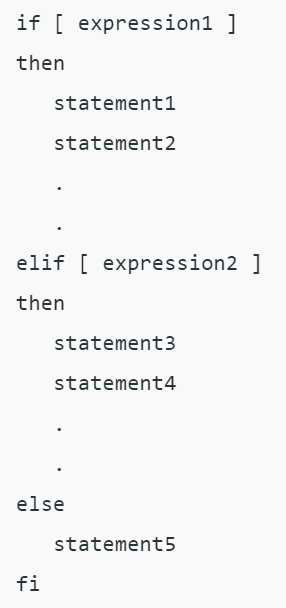 if [ expression1 ]
then
   statement1
   statement2
   .
   .
elif [ expression2 ]
then
   statement3
   statement4
   .
   .
else
   statement5
fi